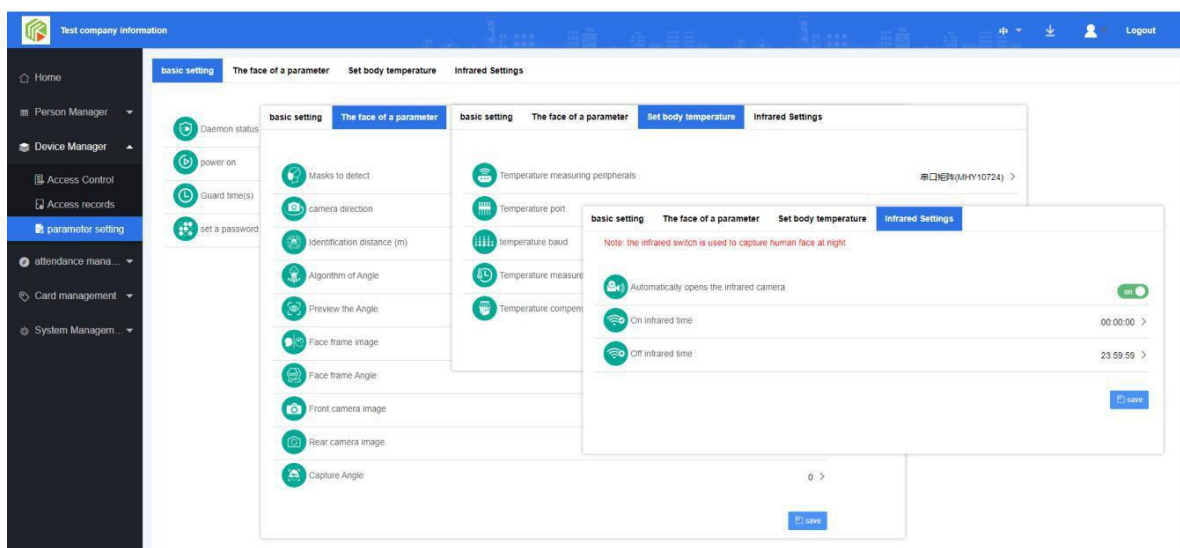 Test company information
中
Logout
Home
Person Manager
Device Manager
Access Control
Access records
parameter setting
attendance mana...
Card management
System Managem...
basic setting The face of a parameter Set body temperature Infrared Settings
Daemon status
power on
Guard time(s)
set a password
basic setting The face of a parameter
Masks to detect
camera direction
Identification distance (m)
Algorithm of Angle
Preview the Angle
Face frame image
Face frame Angle
Front camera image
Rear camera image
Capture Angle 0 >
save
basic setting The face of a parameter Set body temperature Infrared Settings
Temperature measuring peripherals 串口矩阵(MHY10724) >
Temperature port
temperature baud
Temperature measure
Temperature compens
basic setting The face of a parameter Set body temperature Infrared Settings
Note: the infrared switch is used to capture human face at night
Automatically opens the infrared camera on
On infrared time 00:00:00 >
Off infrared time 23:59:59 >
save